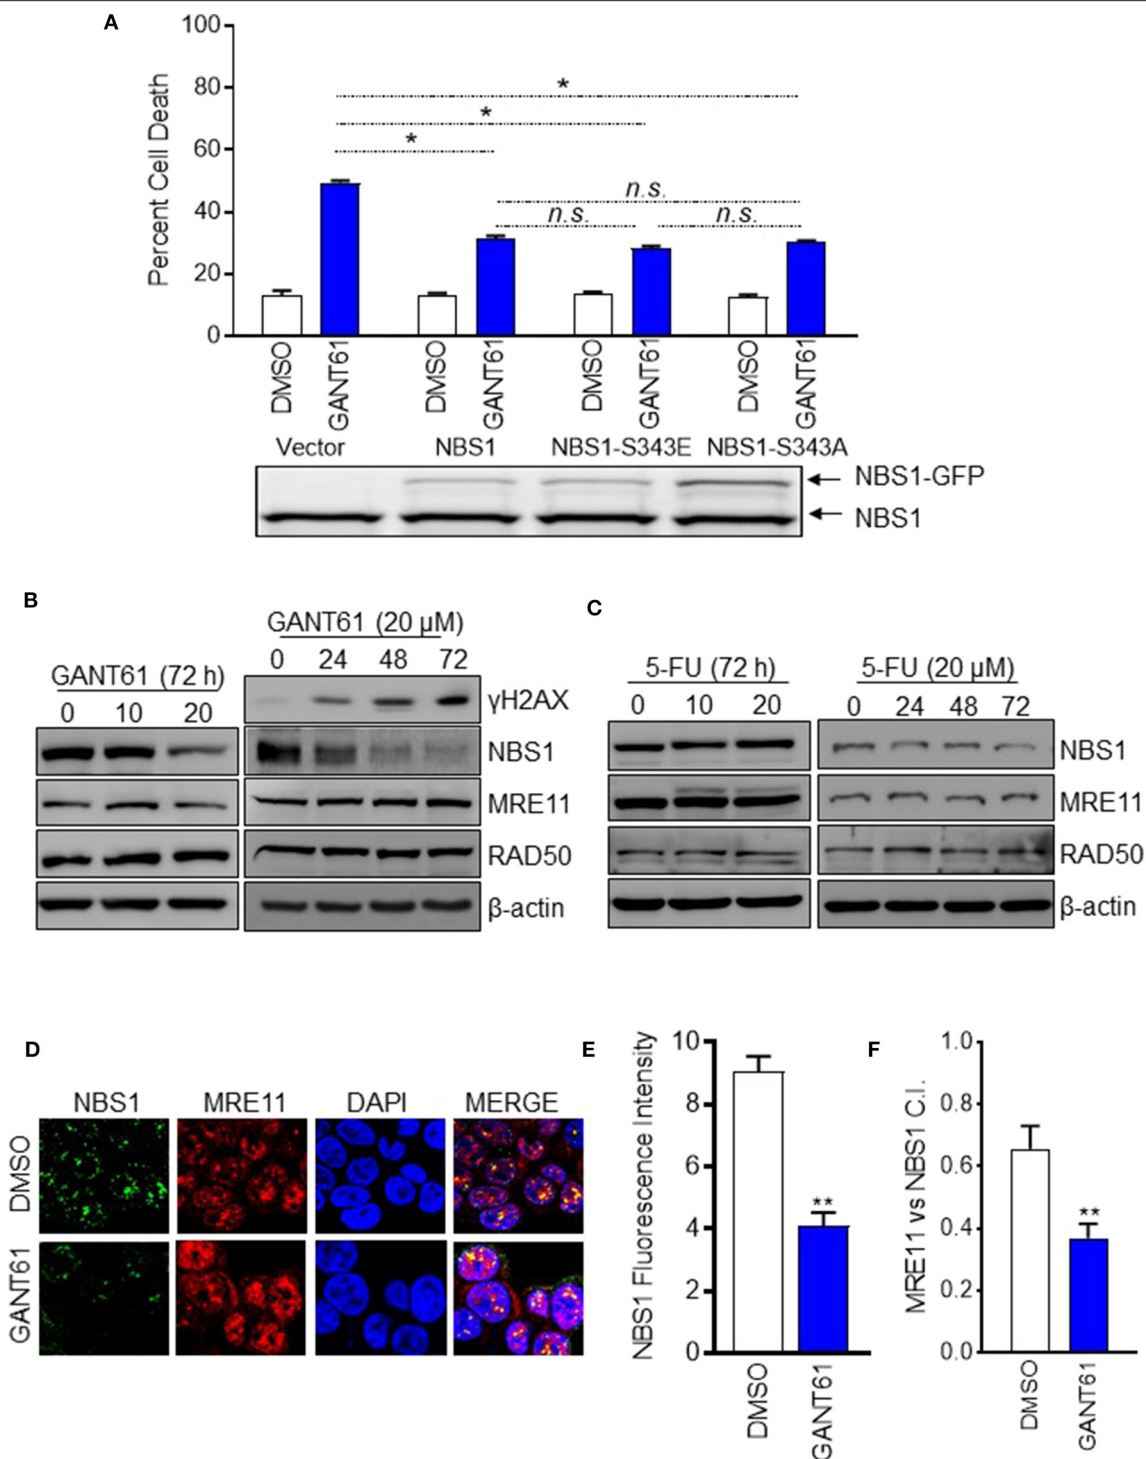 A
Percent Cell Death
100
80
60
40
20
0
*
*
*
n.s.
n.s.
n.s.
DMSO
GANT61
DMSO
GANT61
DMSO
GANT61
DMSO
GANT61
Vector
NBS1
NBS1-S343E
NBS1-S343A
NBS1-GFP
NBS1
B
GANT61 (72 h)
0 10 20
GANT61 (20 µM)
0 24 48 72
γH2AX
NBS1
MRE11
RAD50
β-actin
C
5-FU (72 h)
0 10 20
5-FU (20 µM)
0 24 48 72
NBS1
MRE11
RAD50
β-actin
D
NBS1 MRE11 DAPI MERGE
DMSO
GANT61
E
NBS1 Fluorescence Intensity
10
8
6
4
2
0
**
DMSO
GANT61
F
MRE11 vs NBS1 C.I.
1.0
0.8
0.6
0.4
0.2
0.0
**
DMSO
GANT61